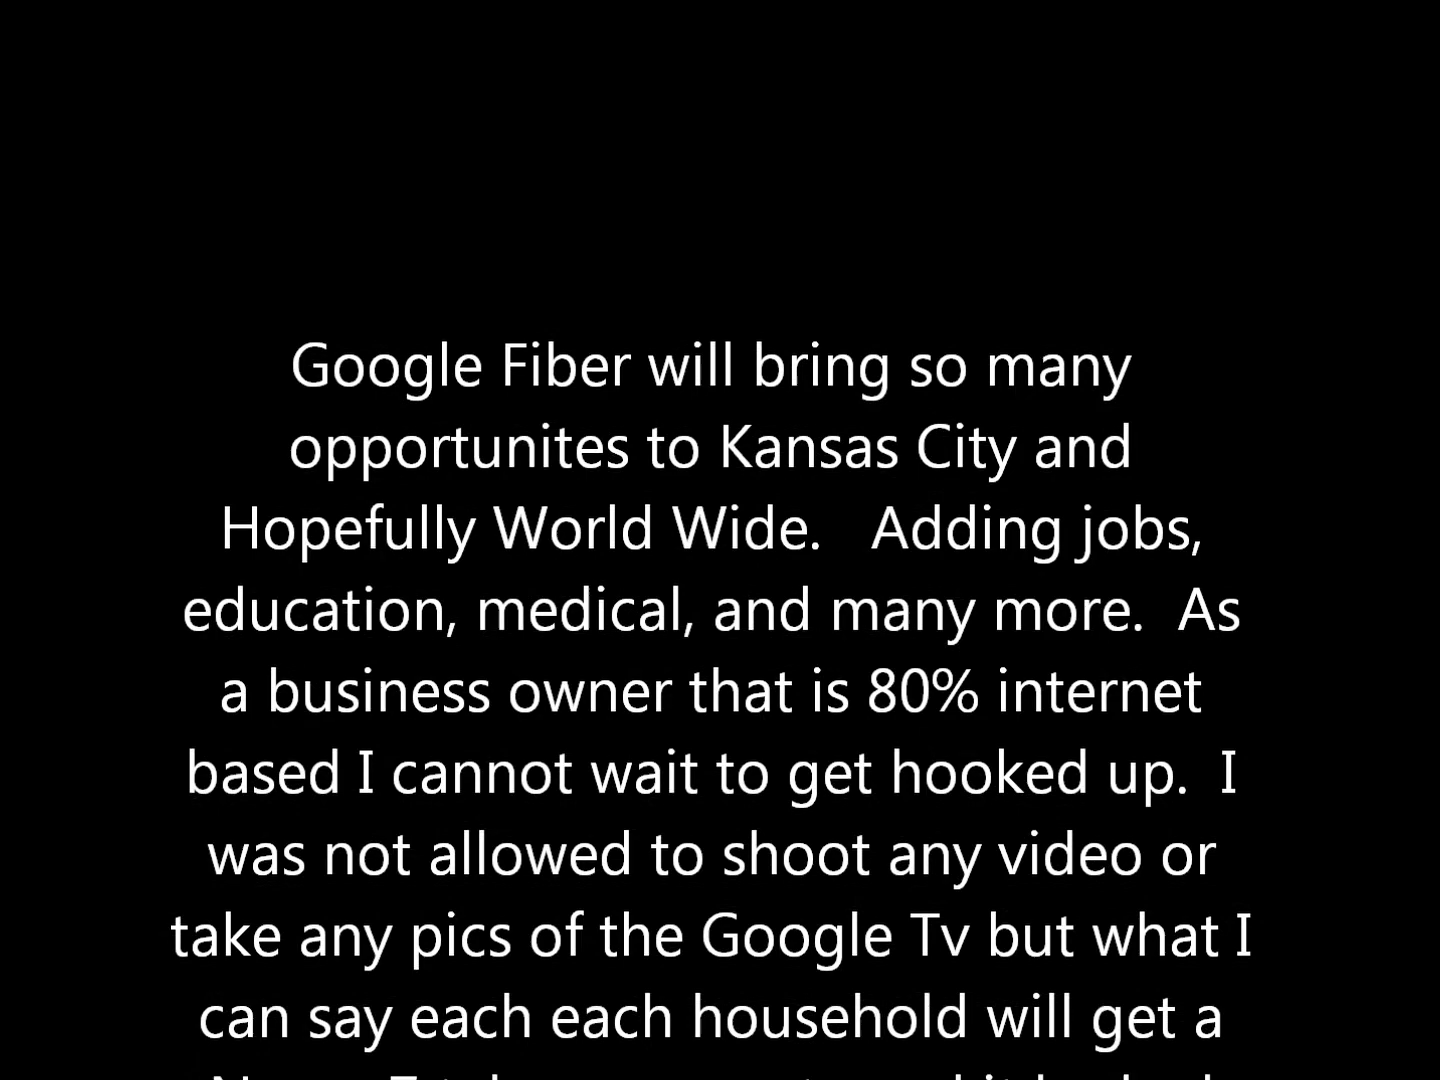 Google Fiber will bring so many
opportunites to Kansas City and
Hopefully World Wide.   Adding jobs,
education, medical, and many more.  As
a business owner that is 80% internet
based I cannot wait to get hooked up.  I
was not allowed to shoot any video or
take any pics of the Google Tv but what I
can say each each household will get a